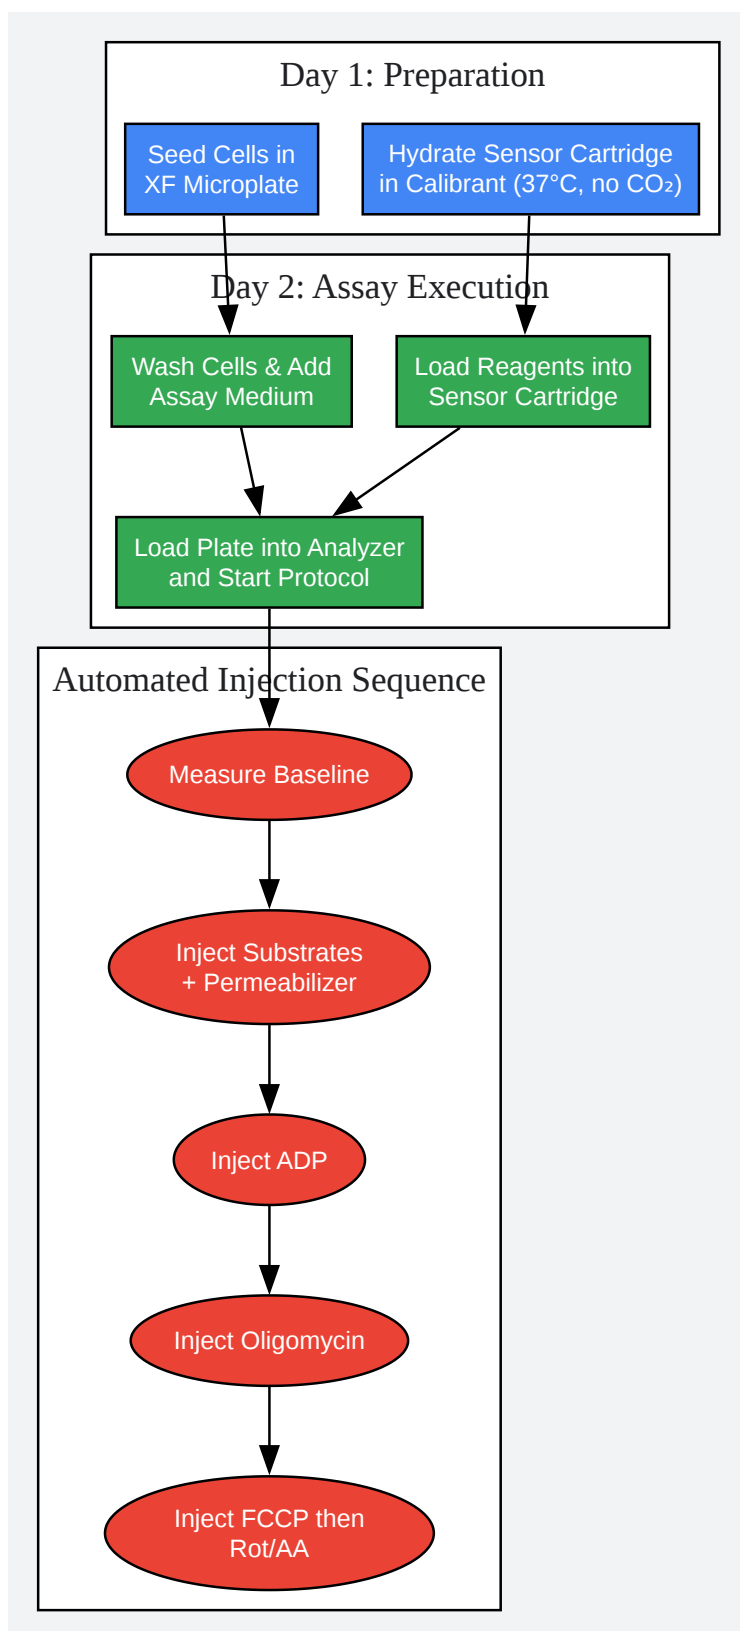 Day 1: Preparation
Seed Cells in
XF Microplate
Hydrate Sensor Cartridge
in Calibrant (37°C, no CO₂)
Day 2: Assay Execution
Wash Cells & Add
Assay Medium
Load Reagents into
Sensor Cartridge
Load Plate into Analyzer
and Start Protocol
Automated Injection Sequence
Measure Baseline
Inject Substrates
+ Permeabilizer
Inject ADP
Inject Oligomycin
Inject FCCP then
Rot/AA